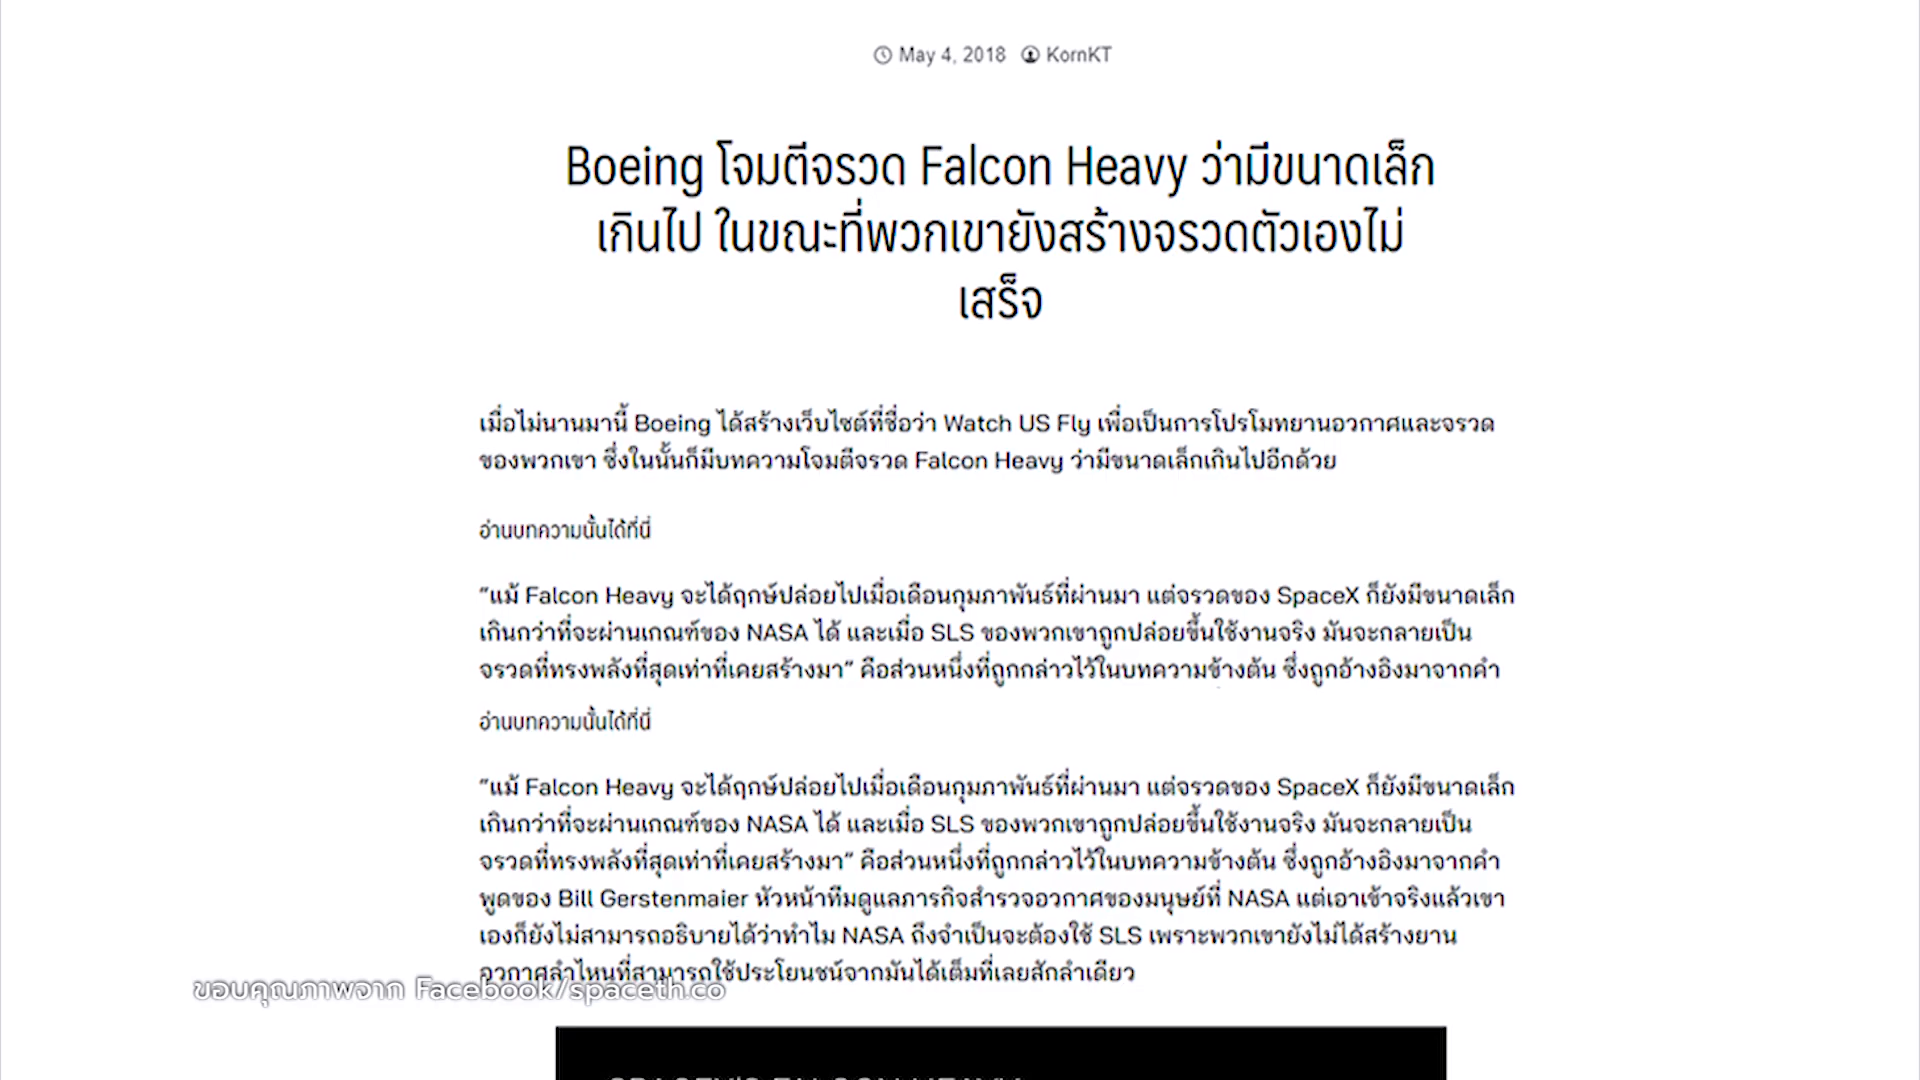 May 4, 2018 KornKT
Boeing โจมตีจรวด Falcon Heavy ว่ามีขนาดเล็ก
เกินไป ในขณะที่พวกเขายังสร้างจรวดตัวเองไม่
เสร็จ
เมื่อไม่นานมานี้ Boeing ได้สร้างเว็บไซต์ที่ชื่อว่า Watch US Fly เพื่อเป็นการโปรโมทยานอวกาศและจรวด
ของพวกเขา ซึ่งในนั้นก็มีบทความโจมตีจรวด Falcon Heavy ว่ามีขนาดเล็กเกินไปอีกด้วย
อ่านบทความนั้นได้ที่นี่
“แม้ Falcon Heavy จะได้ฤกษ์ปล่อยไปเมื่อเดือนกุมภาพันธ์ที่ผ่านมา แต่จรวดของ SpaceX ก็ยังมีขนาดเล็ก
เกินกว่าที่จะผ่านเกณฑ์ของ NASA ได้ และเมื่อ SLS ของพวกเขาถูกปล่อยขึ้นใช้งานจริง มันจะกลายเป็น
จรวดที่ทรงพลังที่สุดเท่าที่เคยสร้างมา” คือส่วนหนึ่งที่ถูกกล่าวไว้ในบทความข้างต้น ซึ่งถูกอ้างอิงมาจากคำ
อ่านบทความนั้นได้ที่นี่
“แม้ Falcon Heavy จะได้ฤกษ์ปล่อยไปเมื่อเดือนกุมภาพันธ์ที่ผ่านมา แต่จรวดของ SpaceX ก็ยังมีขนาดเล็ก
เกินกว่าที่จะผ่านเกณฑ์ของ NASA ได้ และเมื่อ SLS ของพวกเขาถูกปล่อยขึ้นใช้งานจริง มันจะกลายเป็น
จรวดที่ทรงพลังที่สุดเท่าที่เคยสร้างมา” คือส่วนหนึ่งที่ถูกกล่าวไว้ในบทความข้างต้น ซึ่งถูกอ้างอิงมาจากคำ
พูดของ Bill Gerstenmaier หัวหน้าทีมดูแลภารกิจสำรวจอวกาศของมนุษย์ที่ NASA แต่เอาเข้าจริงแล้วเขา
เองก็ยังไม่สามารถอธิบายได้ว่าทำไม NASA ถึงจำเป็นจะต้องใช้ SLS เพราะพวกเขายังไม่ได้สร้างยาน
อวกาศลำไหนที่สามารถใช้ประโยชน์จากมันได้เต็มที่เลยสักลำเดียว
ขอบคุณภาพจาก Facebook/spaceth.co